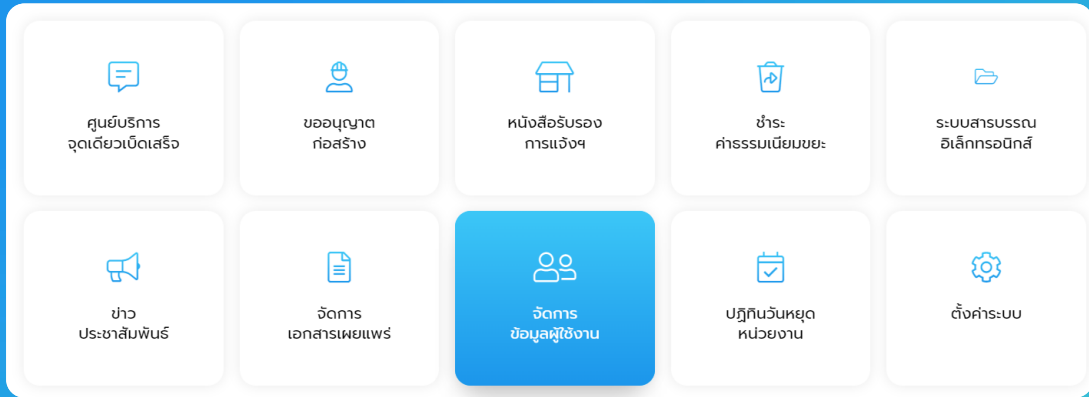 ศูนย์บริการ
จุดเดียวเบ็ดเสร็จ
ขออนุญาต
ก่อสร้าง
หนังสือรับรอง
การแจ้งฯ
ชำระ
ค่าธรรมเนียมขยะ
ระบบสารบรรณ
อิเล็กทรอนิกส์
ข่าว
ประชาสัมพันธ์
จัดการ
เอกสารเผยแพร่
จัดการ
ข้อมูลผู้ใช้งาน
ปฏิทินวันหยุด
หน่วยงาน
ตั้งค่าระบบ